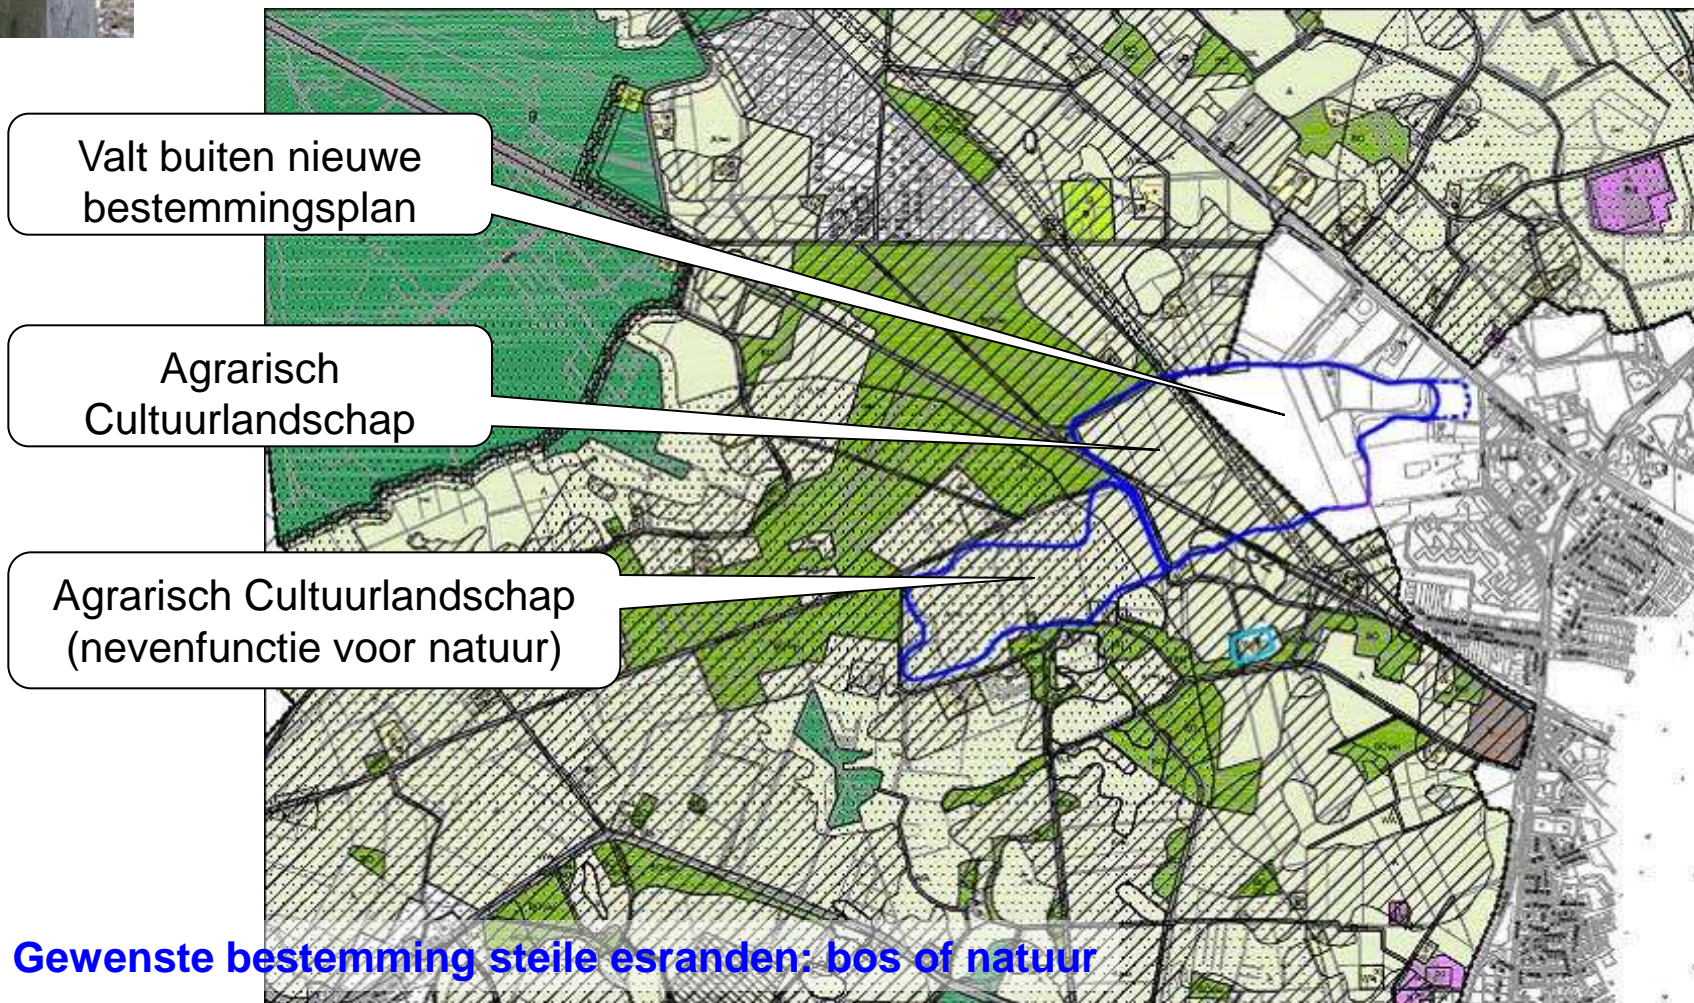 Valt buiten nieuwe
bestemmingsplan
Agrarisch
Cultuurlandschap
Agrarisch Cultuurlandschap
(nevenfunctie voor natuur)
Gewenste bestemming steile esranden: bos of natuur